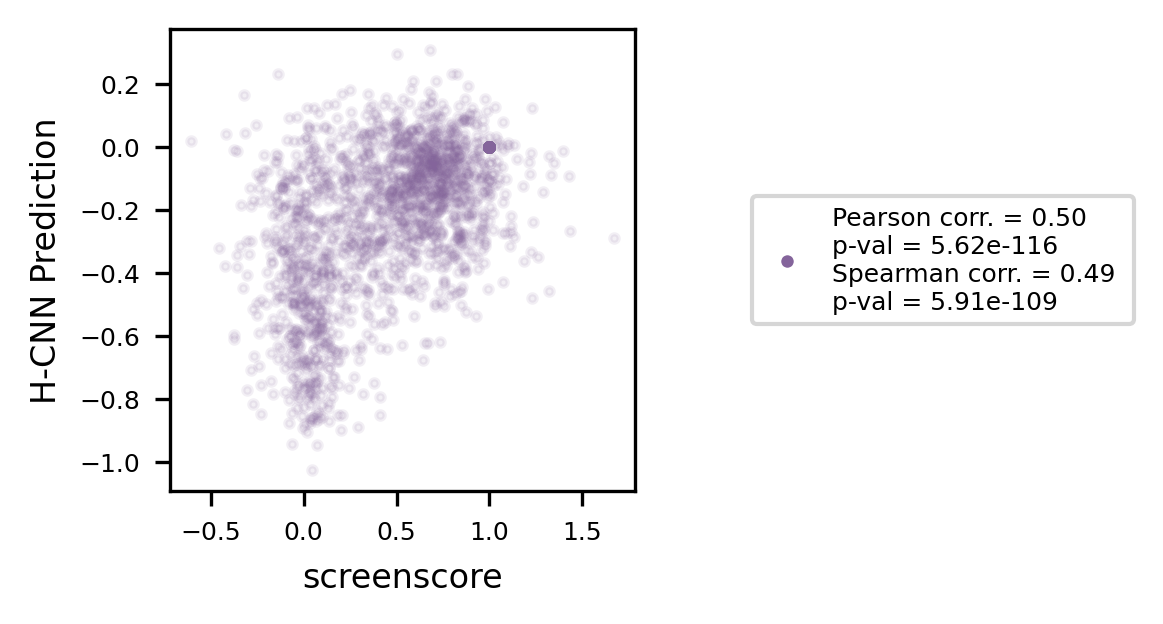 H-CNN Prediction
0.2
0.0
−0.2
−0.4
−0.6
−0.8
−1.0
−0.5
0.0
0.5
1.0
1.5
screenscore
Pearson corr. = 0.50
p-val = 5.62e-116
Spearman corr. = 0.49
p-val = 5.91e-109